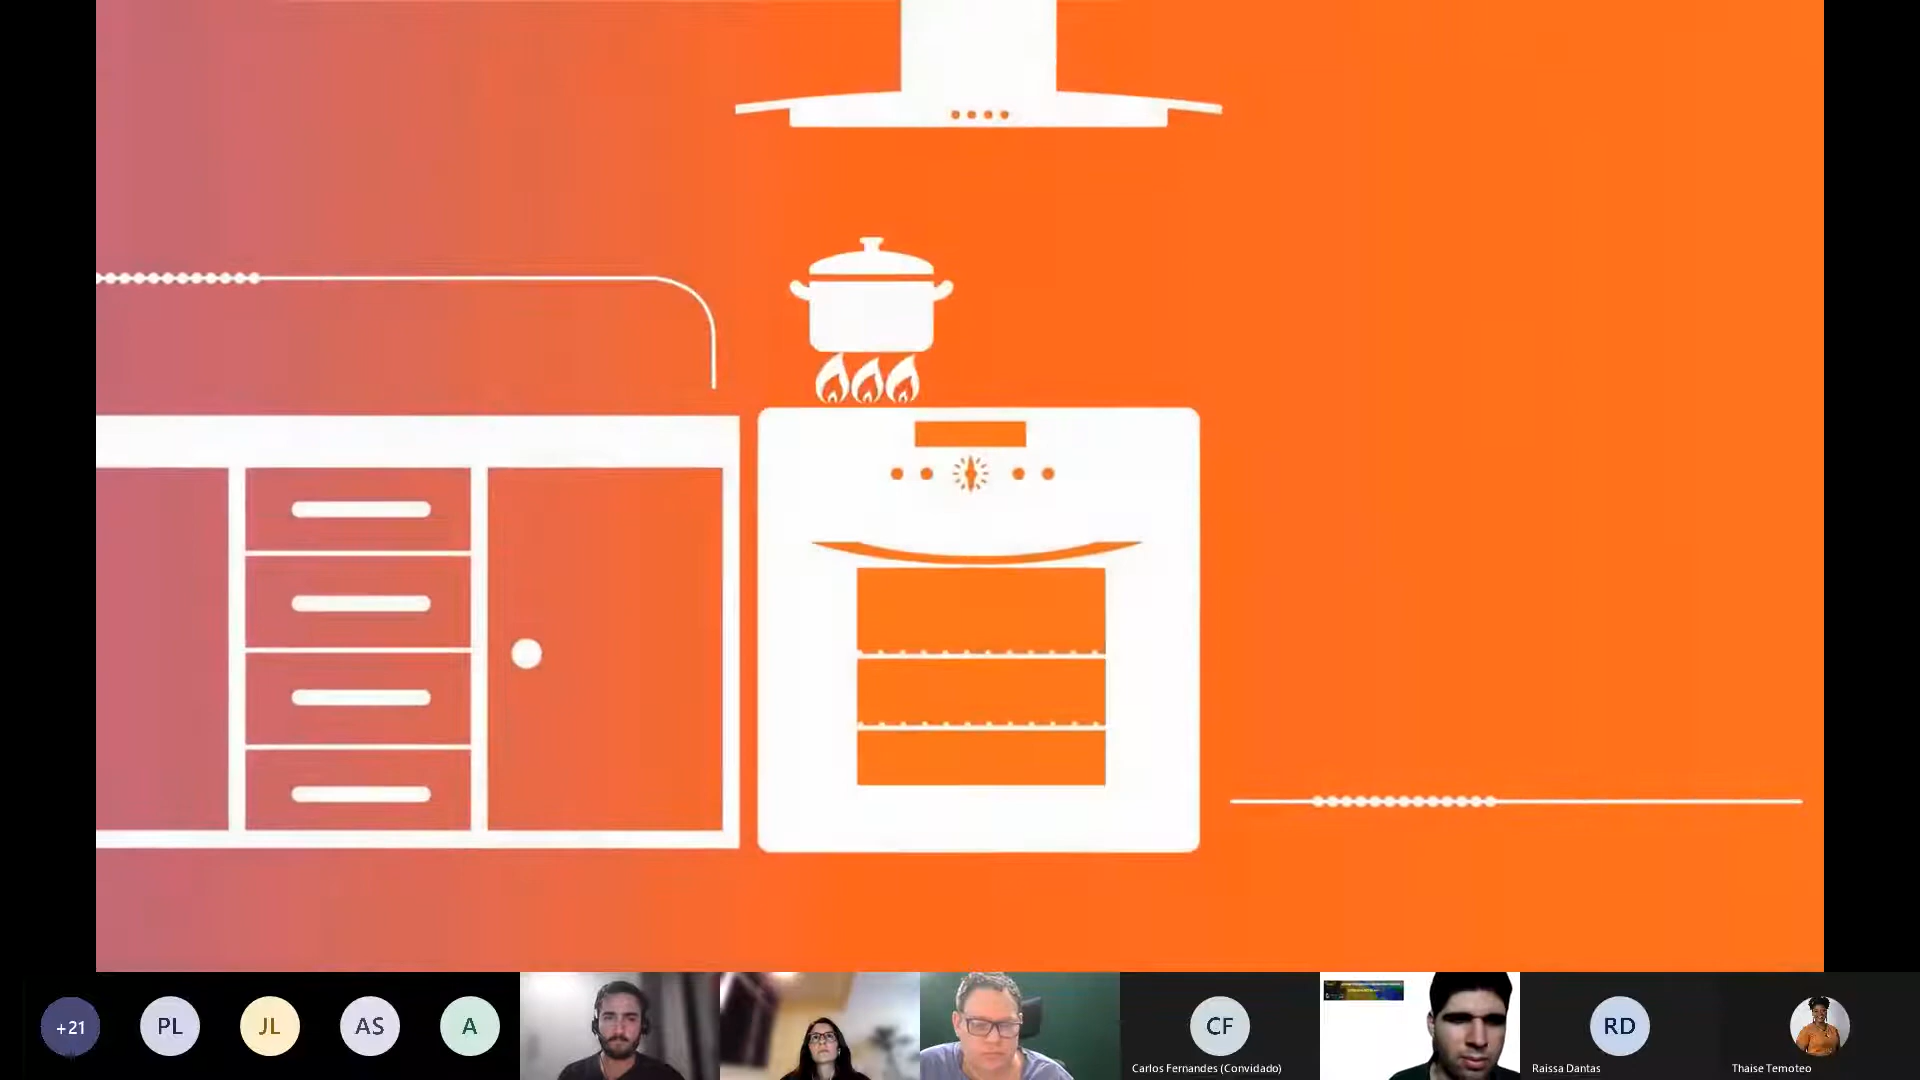 +21
PL
JL
AS
A
CF
Carlos Fernandes (Convidado)
RD
Raissa Dantas
Thaise Temoteo